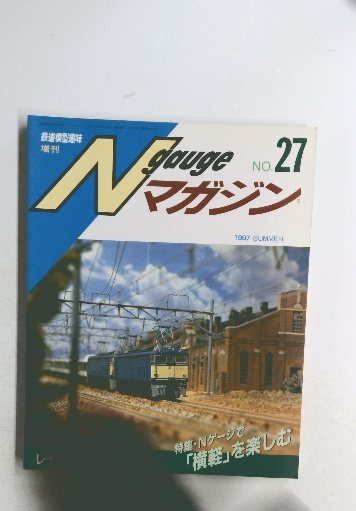 鉄道模型趣味
増刊
N gauge
マガジン
NO.27
1997 SUMMER
特集・Nゲージで
「横軽」を楽しむ